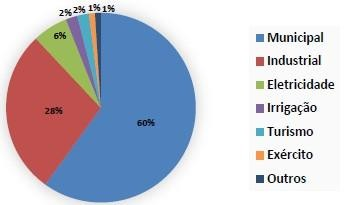 2% 2% 1% 1%
6%
28%
60%
Municipal
Industrial
Eletricidade
Irrigação
Turismo
Exército
Outros